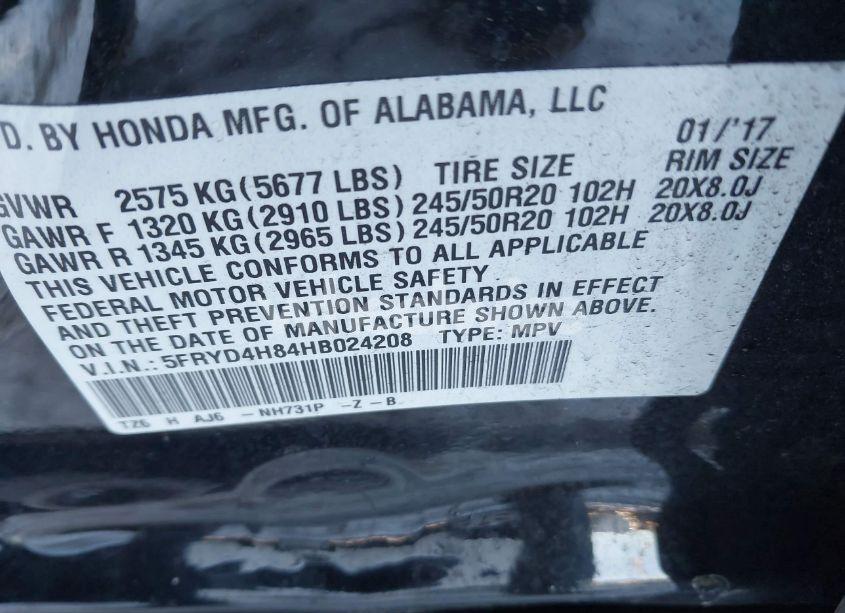 D. BY HONDA MFG. OF ALABAMA, LLC 01/'17
GVWR 2575 KG (5677 LBS) TIRE SIZE RIM SIZE
GAWR F 1320 KG (2910 LBS) 245/50R20 102H 20X8.0J
GAWR R 1345 KG (2965 LBS) 245/50R20 102H 20X8.0J
THIS VEHICLE CONFORMS TO ALL APPLICABLE
FEDERAL MOTOR VEHICLE SAFETY
AND THEFT PREVENTION STANDARDS IN EFFECT
ON THE DATE OF MANUFACTURE SHOWN ABOVE.
V.I.N.: 5FRYD4H84HB024208 TYPE: MPV
TZ6 H AJ6 - NH731P -Z-B